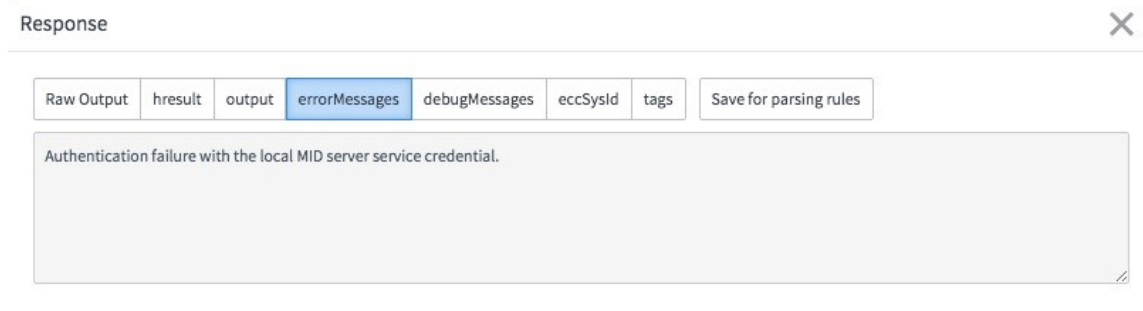 Response
Raw Output hresult output errorMessages debugMessages eccSysId tags Save for parsing rules
Authentication failure with the local MID server service credential.